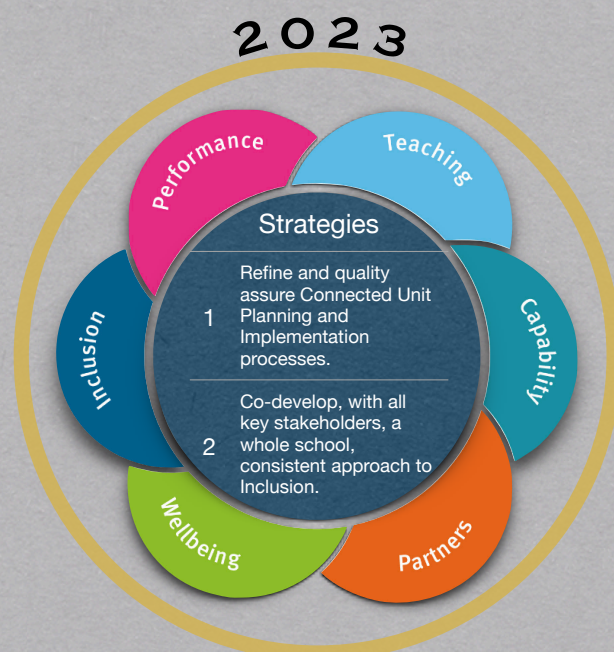 2023
Performance
Teaching
Inclusion
Capability
Wellbeing
Partners
Strategies
1
Refine and quality
assure Connected Unit
Planning and
Implementation
processes.
2
Co-develop, with all
key stakeholders, a
whole school,
consistent approach to
Inclusion.